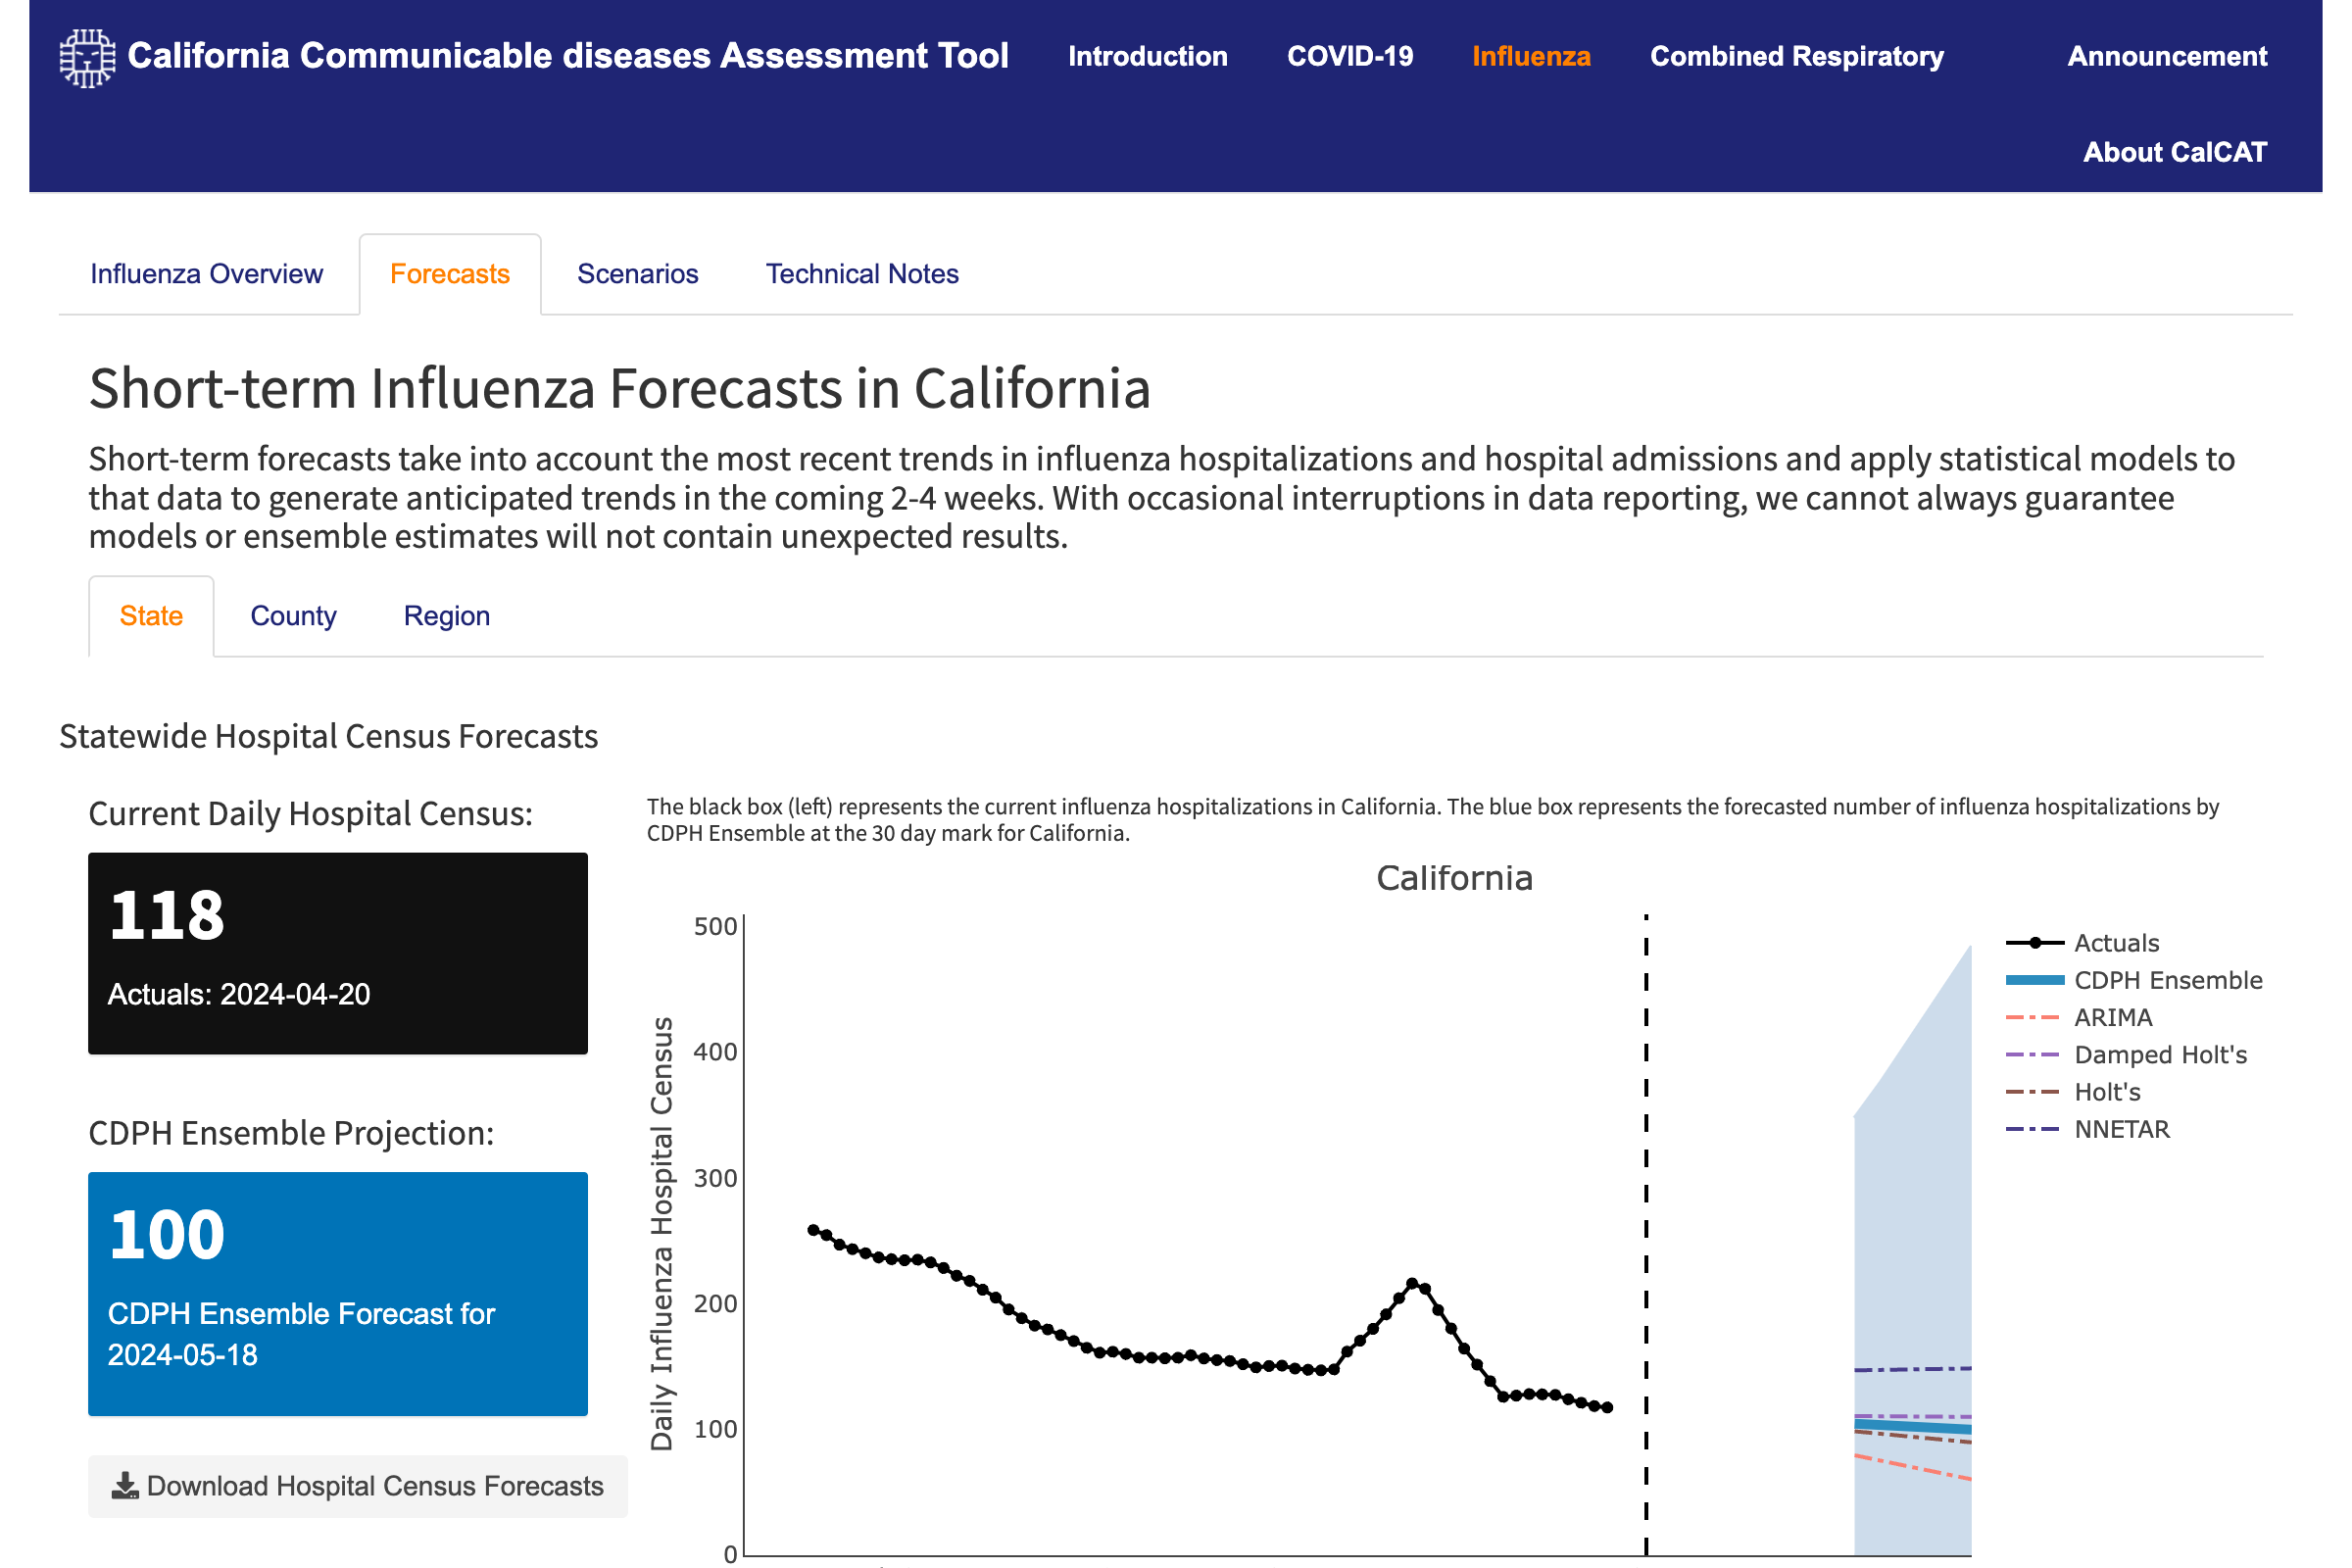 California Communicable diseases Assessment Tool
Introduction
COVID-19
Influenza
Combined Respiratory
Announcement
About CalCAT
Influenza Overview
Forecasts
Scenarios
Technical Notes
Short-term Influenza Forecasts in California
Short-term forecasts take into account the most recent trends in influenza hospitalizations and hospital admissions and apply statistical models to
that data to generate anticipated trends in the coming 2-4 weeks. With occasional interruptions in data reporting, we cannot always guarantee
models or ensemble estimates will not contain unexpected results.
State
County
Region
Statewide Hospital Census Forecasts
Current Daily Hospital Census:
118
Actuals: 2024-04-20
CDPH Ensemble Projection:
100
CDPH Ensemble Forecast for
2024-05-18
Download Hospital Census Forecasts
The black box (left) represents the current influenza hospitalizations in California. The blue box represents the forecasted number of influenza hospitalizations by
CDPH Ensemble at the 30 day mark for California.
California
Daily Influenza Hospital Census
500
400
300
200
100
0
Actuals
CDPH Ensemble
ARIMA
Damped Holt's
Holt's
NNETAR